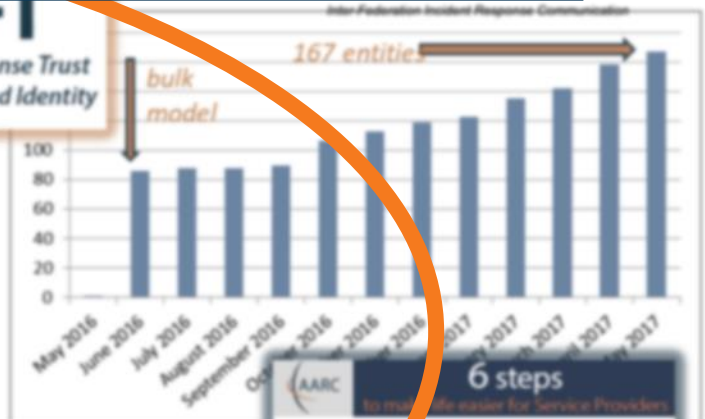 Inter-Federation Incident Response Communication
nse Trust
d Identity
167 entities
bulk
model
100
80
60
40
20
0
May 2016
June 2016
July 2016
August 2016
September 2016
2016
2016
2016
2017
2017
2017
2017
2017
AARC
6 steps
to make life easier for Service Providers